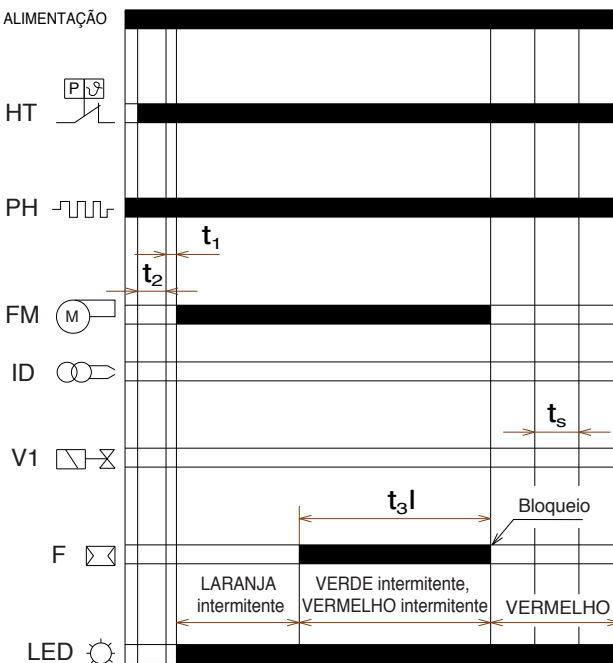 ALIMENTAÇÃO
P ϑ
HT
PH
t₁
t₂
FM
M
ID
tₛ
V1
t₃l
Bloqueio
F
LARANJA
intermitente
VERDE intermitente,
VERMELHO intermitente
VERMELHO
LED